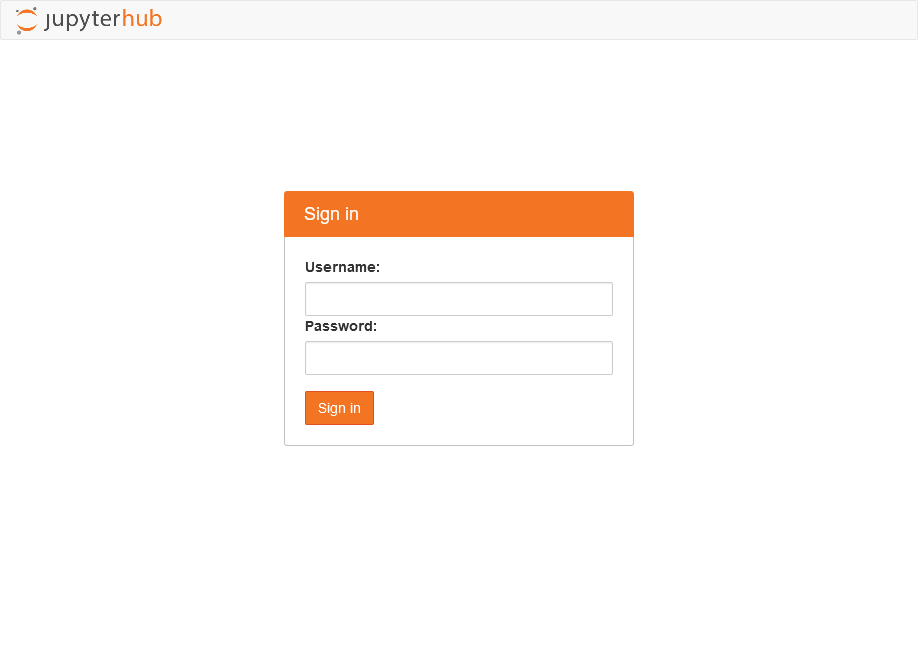 jupyterhub
Sign in
Username:
Password:
Sign in